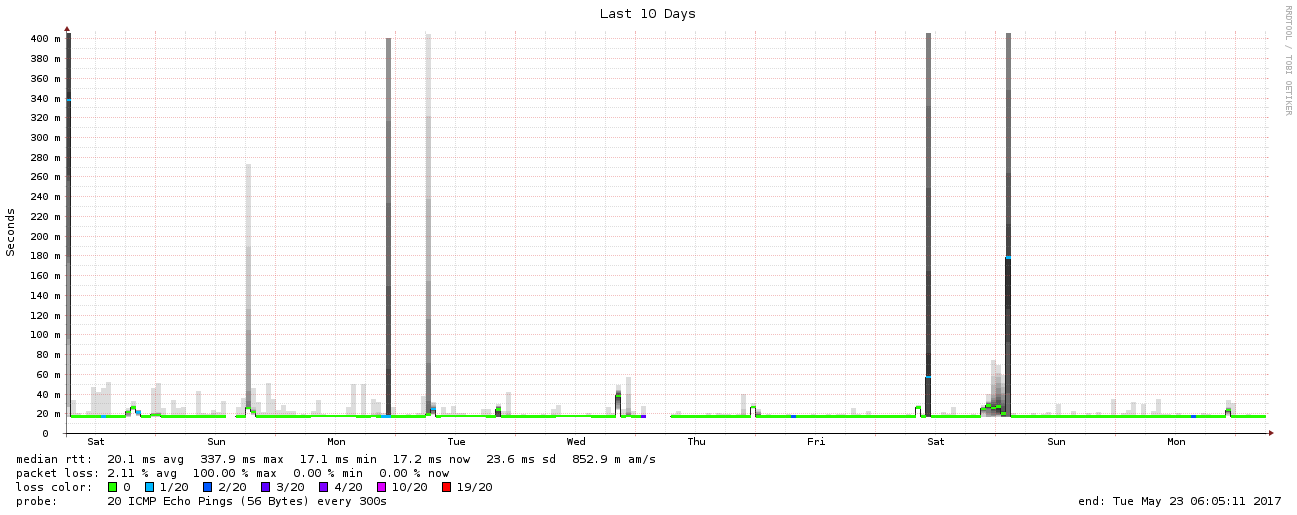 Last 10 Days
RRDTOOL / TOBI OETIKER
Seconds
400 m
380 m
360 m
340 m
320 m
300 m
280 m
260 m
240 m
220 m
200 m
180 m
160 m
140 m
120 m
100 m
80 m
60 m
40 m
20 m
0
Sat Sun Mon Tue Wed Thu Fri Sat Sun Mon
median rtt: 20.1 ms avg 337.9 ms max 17.1 ms min 17.2 ms now 23.6 ms sd 852.9 m am/s
packet loss: 2.11 % avg 100.00 % max 0.00 % min 0.00 % now
loss color: 0 1/20 2/20 3/20 4/20 10/20 19/20
probe: 20 ICMP Echo Pings (56 Bytes) every 300s end: Tue May 23 06:05:11 2017